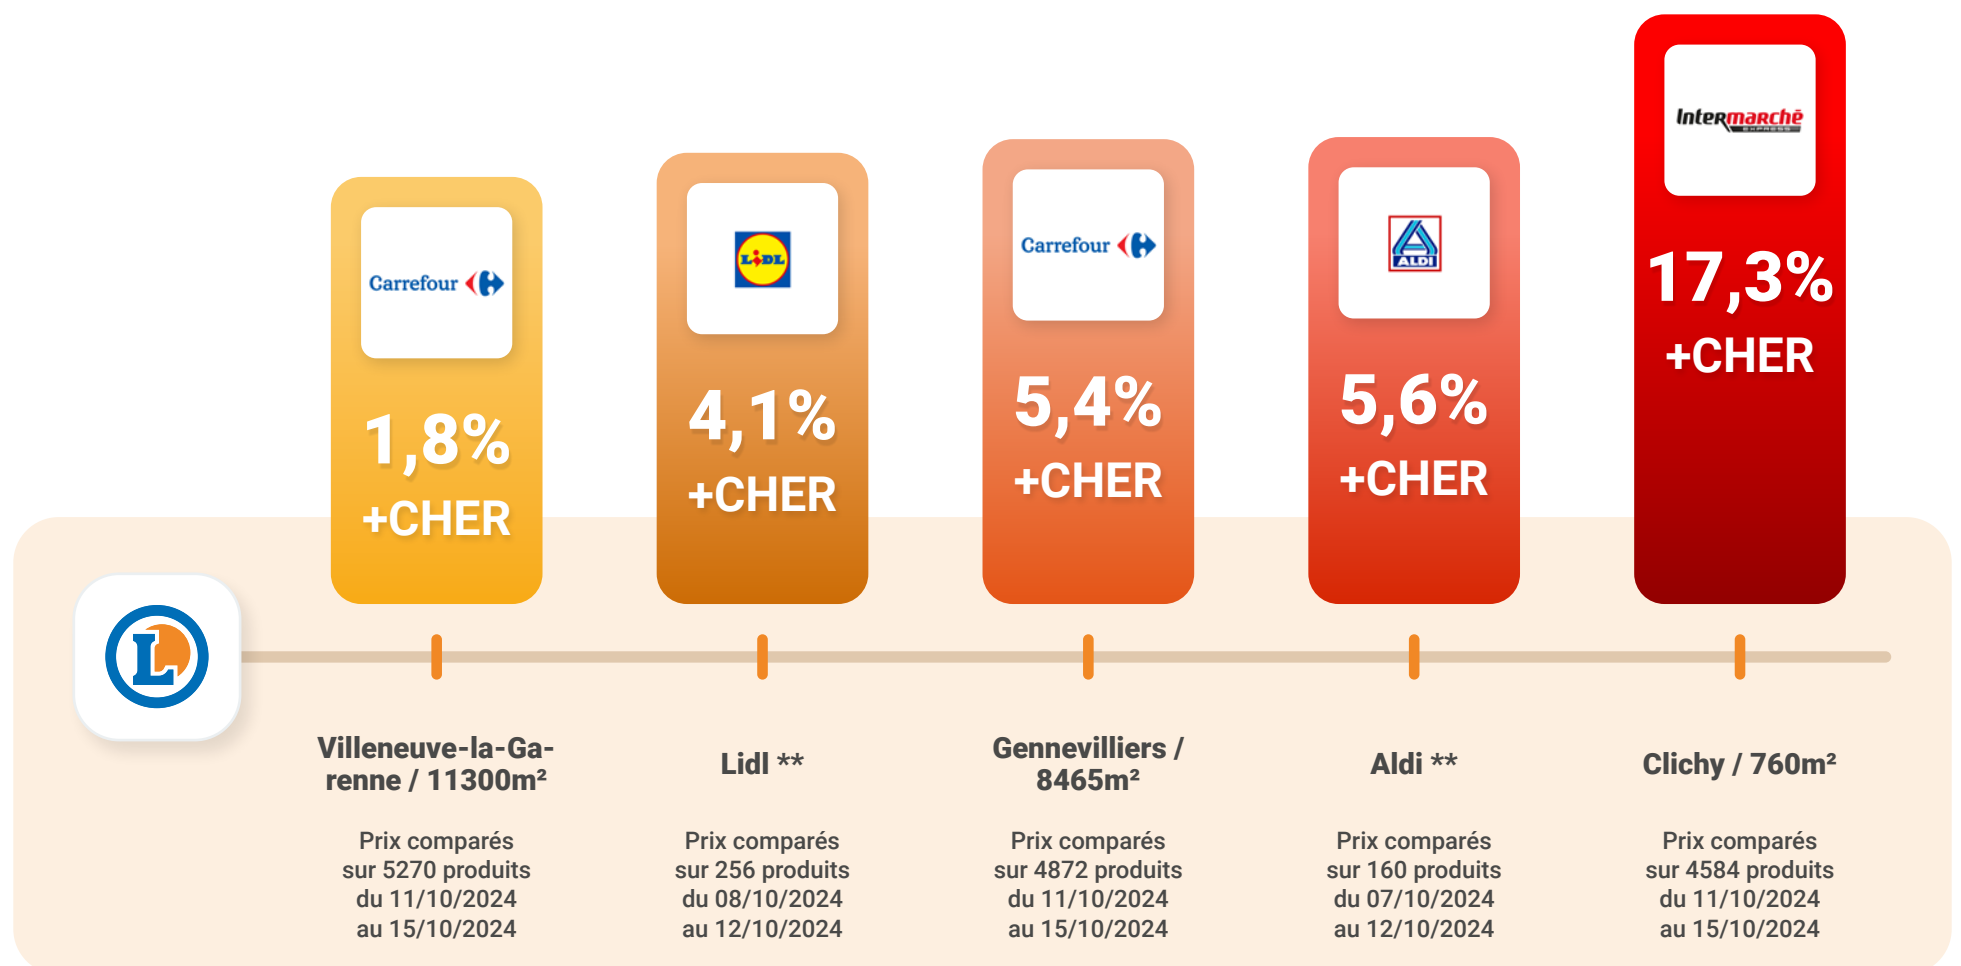 Carrefour
1,8%
+CHER
LIDL
4,1%
+CHER
Carrefour
5,4%
+CHER
ALDI
5,6%
+CHER
Intermarchē
EXPRESS
17,3%
+CHER
L
Villeneuve-la-Ga-
renne / 11300m²
Prix comparés
sur 5270 produits
du 11/10/2024
au 15/10/2024
Lidl **
Prix comparés
sur 256 produits
du 08/10/2024
au 12/10/2024
Gennevilliers /
8465m²
Prix comparés
sur 4872 produits
du 11/10/2024
au 15/10/2024
Aldi **
Prix comparés
sur 160 produits
du 07/10/2024
au 12/10/2024
Clichy / 760m²
Prix comparés
sur 4584 produits
du 11/10/2024
au 15/10/2024